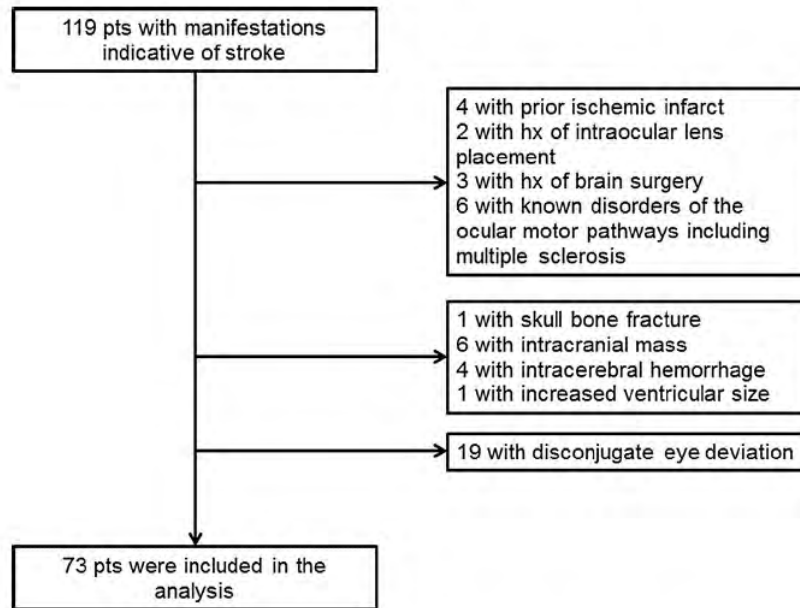 119 pts with manifestations
indicative of stroke
4 with prior ischemic infarct
2 with hx of intraocular lens
placement
3 with hx of brain surgery
6 with known disorders of the
ocular motor pathways including
multiple sclerosis
1 with skull bone fracture
6 with intracranial mass
4 with intracerebral hemorrhage
1 with increased ventricular size
19 with disconjugate eye deviation
73 pts were included in the
analysis